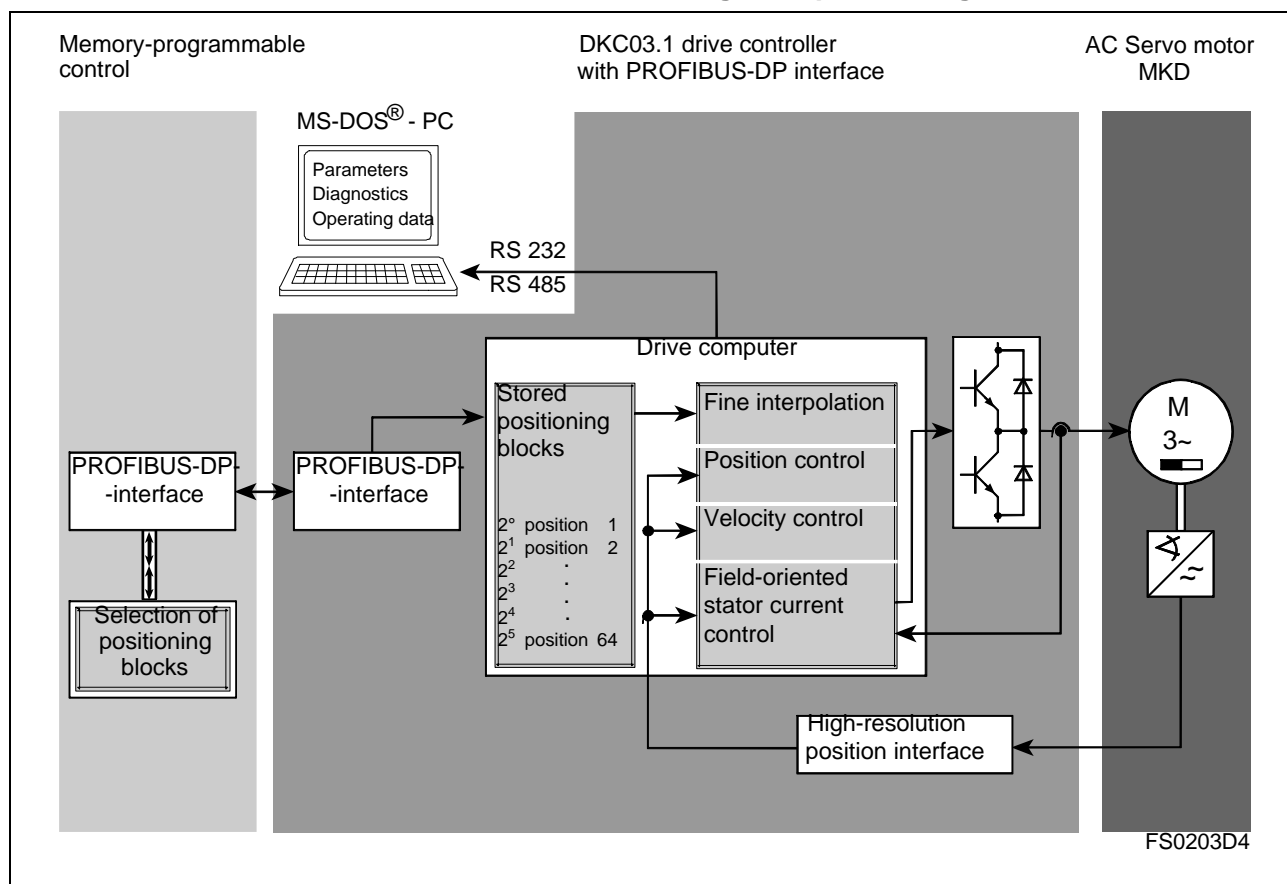 Memory-programmable
control
DKC03.1 drive controller
with PROFIBUS-DP interface
AC Servo motor
MKD
MS-DOS® - PC
Parameters
Diagnostics
Operating data
RS 232
RS 485
Drive computer
Stored
positioning
blocks
Fine interpolation
Position control
Velocity control
Field-oriented
stator current
control
2° position 1
2¹ position 2
2² .
2³ .
2⁴ .
2⁵ position 64
PROFIBUS-DP-
-interface
PROFIBUS-DP-
-interface
Selection of
positioning
blocks
M
3~
High-resolution
position interface
FS0203D4